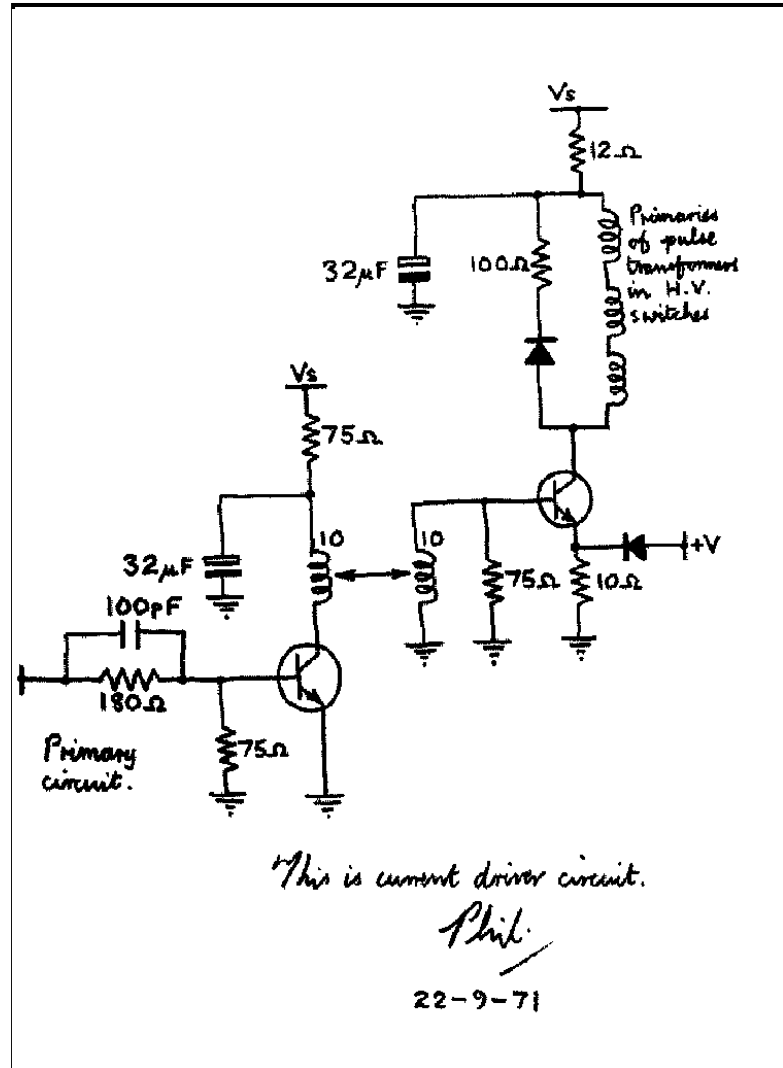 Vs
12Ω
Primaries
of pulse
transformers
in H.V.
switches
32µF
100Ω
Vs
75Ω
10
10
32µF
75Ω
10Ω
+V
100pF
180Ω
75Ω
Primary
circuit.
This is current driver circuit.
Phil.
22-9-71